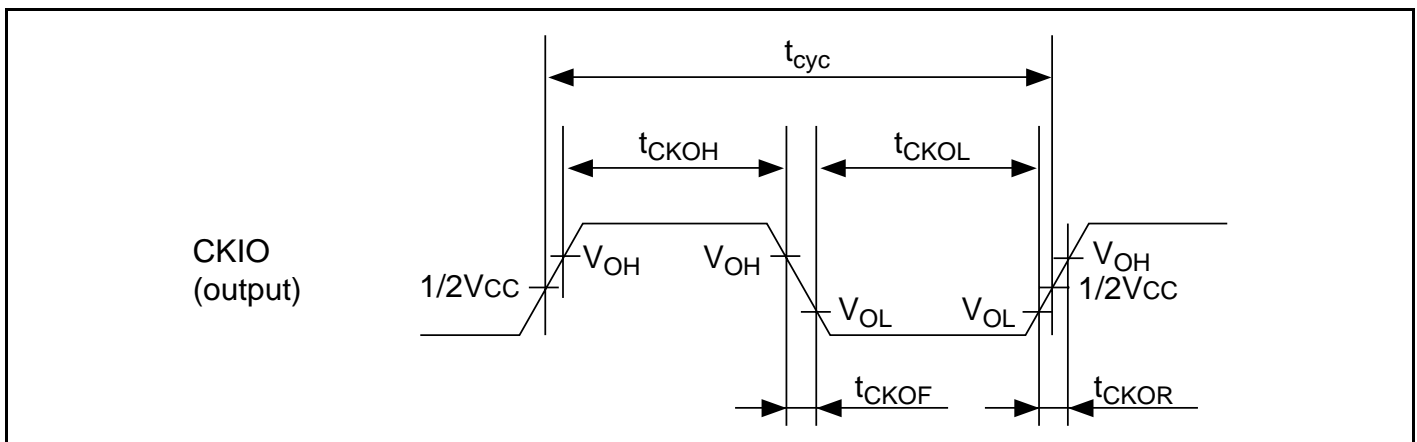 tcyc
tCKOH
tCKOL
CKIO
(output)
1/2VCC
VOH
VOH
VOL
VOL
VOH
1/2VCC
tCKOF
tCKOR